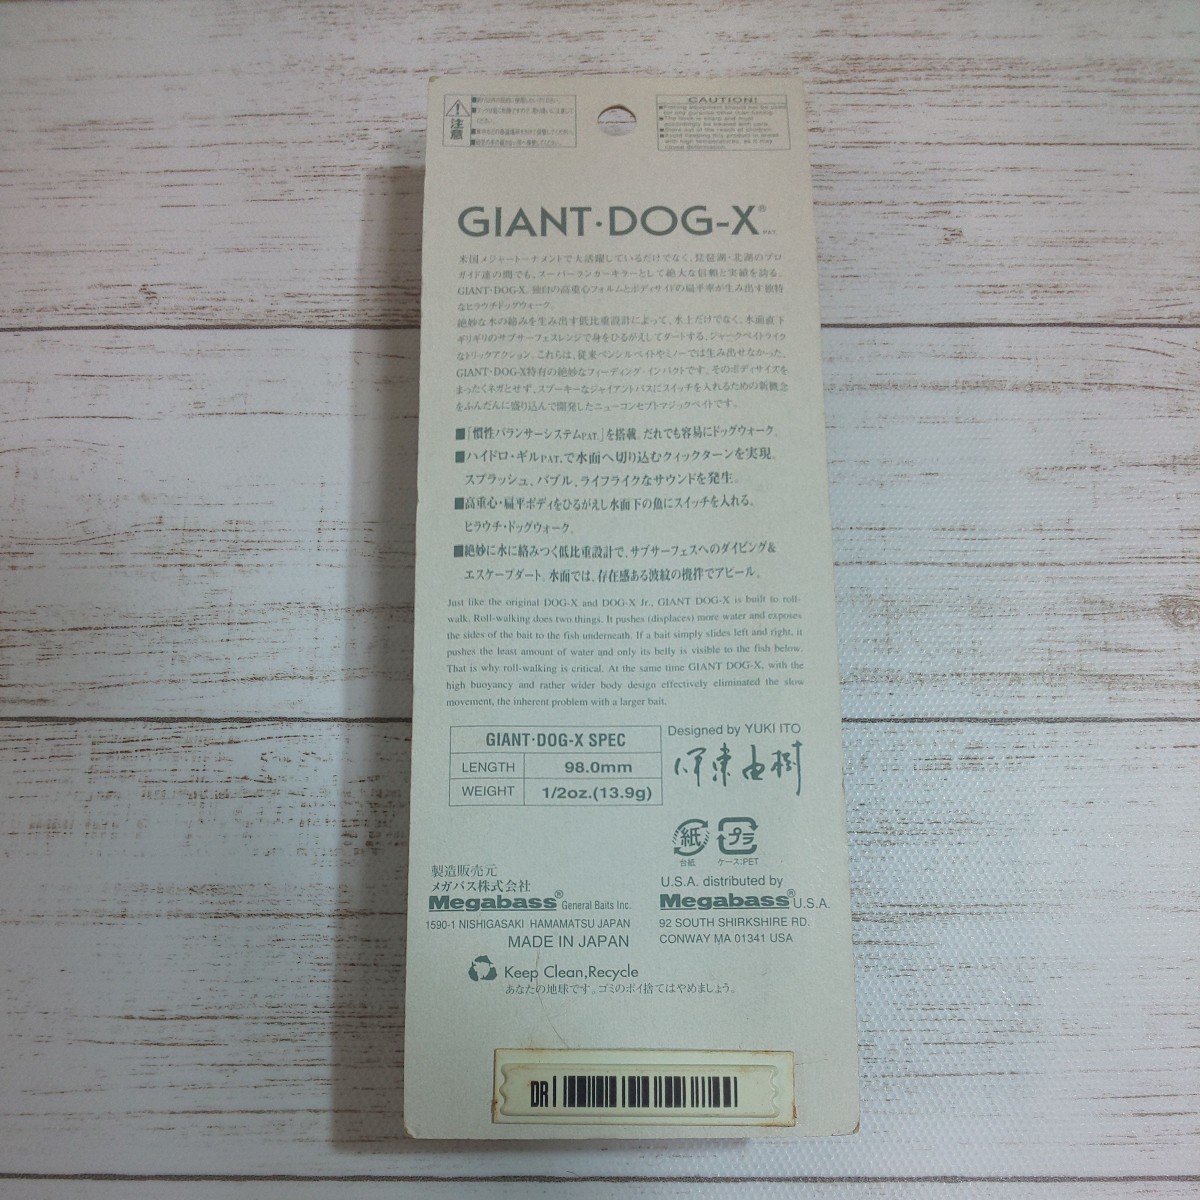 注意
CAUTION!
GIANT·DOG-X®
PAT.
米国メジャートーナメントで大活躍しているだけでなく、琵琶湖・北湖のプロ
ガイド達の間でも、スーパーランカーキラーとして絶大な信頼と実績を誇る、
GIANT·DOG-X。独自の高重心フォルムとボディサイドの扁平率が生み出す独特
なヒラウチドッグウォーク。
絶妙な水の絡みを生み出す低比重設計によって、水上だけでなく、水面直下
ギリギリのサブサーフェスレンジで身をひるがえしてダートする、ジャークベイトライク
なトリックアクション。これらは、従来ペンシルベイトやミノーでは生み出せなかった、
GIANT·DOG-X特有の絶妙なフィーディング・インパクトです。そのボディサイズを
まったくネガとせず、スプーキーなジャイアントバスにスイッチを入れるための新概念
をふんだんに盛り込んで開発したニューコンセプトマジックベイトです。
■「慣性バランサーシステムPAT.」を搭載。だれでも容易にドッグウォーク。
■ハイドロ・ギルPAT.で水面へ切り込むクィックターンを実現。
スプラッシュ、バブル、ライフライクなサウンドを発生。
■高重心・扁平ボディをひるがえし水面下の魚にスイッチを入れる、
ヒラウチ・ドッグウォーク。
■絶妙に水に絡みつく低比重設計で、サブサーフェスへのダイビング&
エスケープダート。水面では、存在感ある波紋の攪拌でアピール。
Just like the original DOG-X and DOG-X Jr., GIANT DOG-X is built to roll-
walk. Roll-walking does two things. It pushes (displaces) more water and exposes
the sides of the bait to the fish underneath. If a bait simply slides left and right, it
pushes the least amount of water and only its belly is visible to the fish below.
That is why roll-walking is critical. At the same time GIANT DOG-X, with the
high buoyancy and rather wider body design effectively eliminated the slow
movement, the inherent problem with a larger bait.
GIANT·DOG-X SPEC
LENGTH 98.0mm
WEIGHT 1/2oz.(13.9g)
Designed by YUKI ITO
伊東由樹
紙 プラ
台紙 ケース:PET
製造販売元
メガバス株式会社
Megabass® General Baits Inc.
1590-1 NISHIGASAKI HAMAMATSU JAPAN
MADE IN JAPAN
U.S.A. distributed by
Megabass® U.S.A.
92 SOUTH SHIRKSHIRE RD.
CONWAY MA 01341 USA
Keep Clean,Recycle
あなたの地球です。ゴミのポイ捨てはやめましょう。
DR